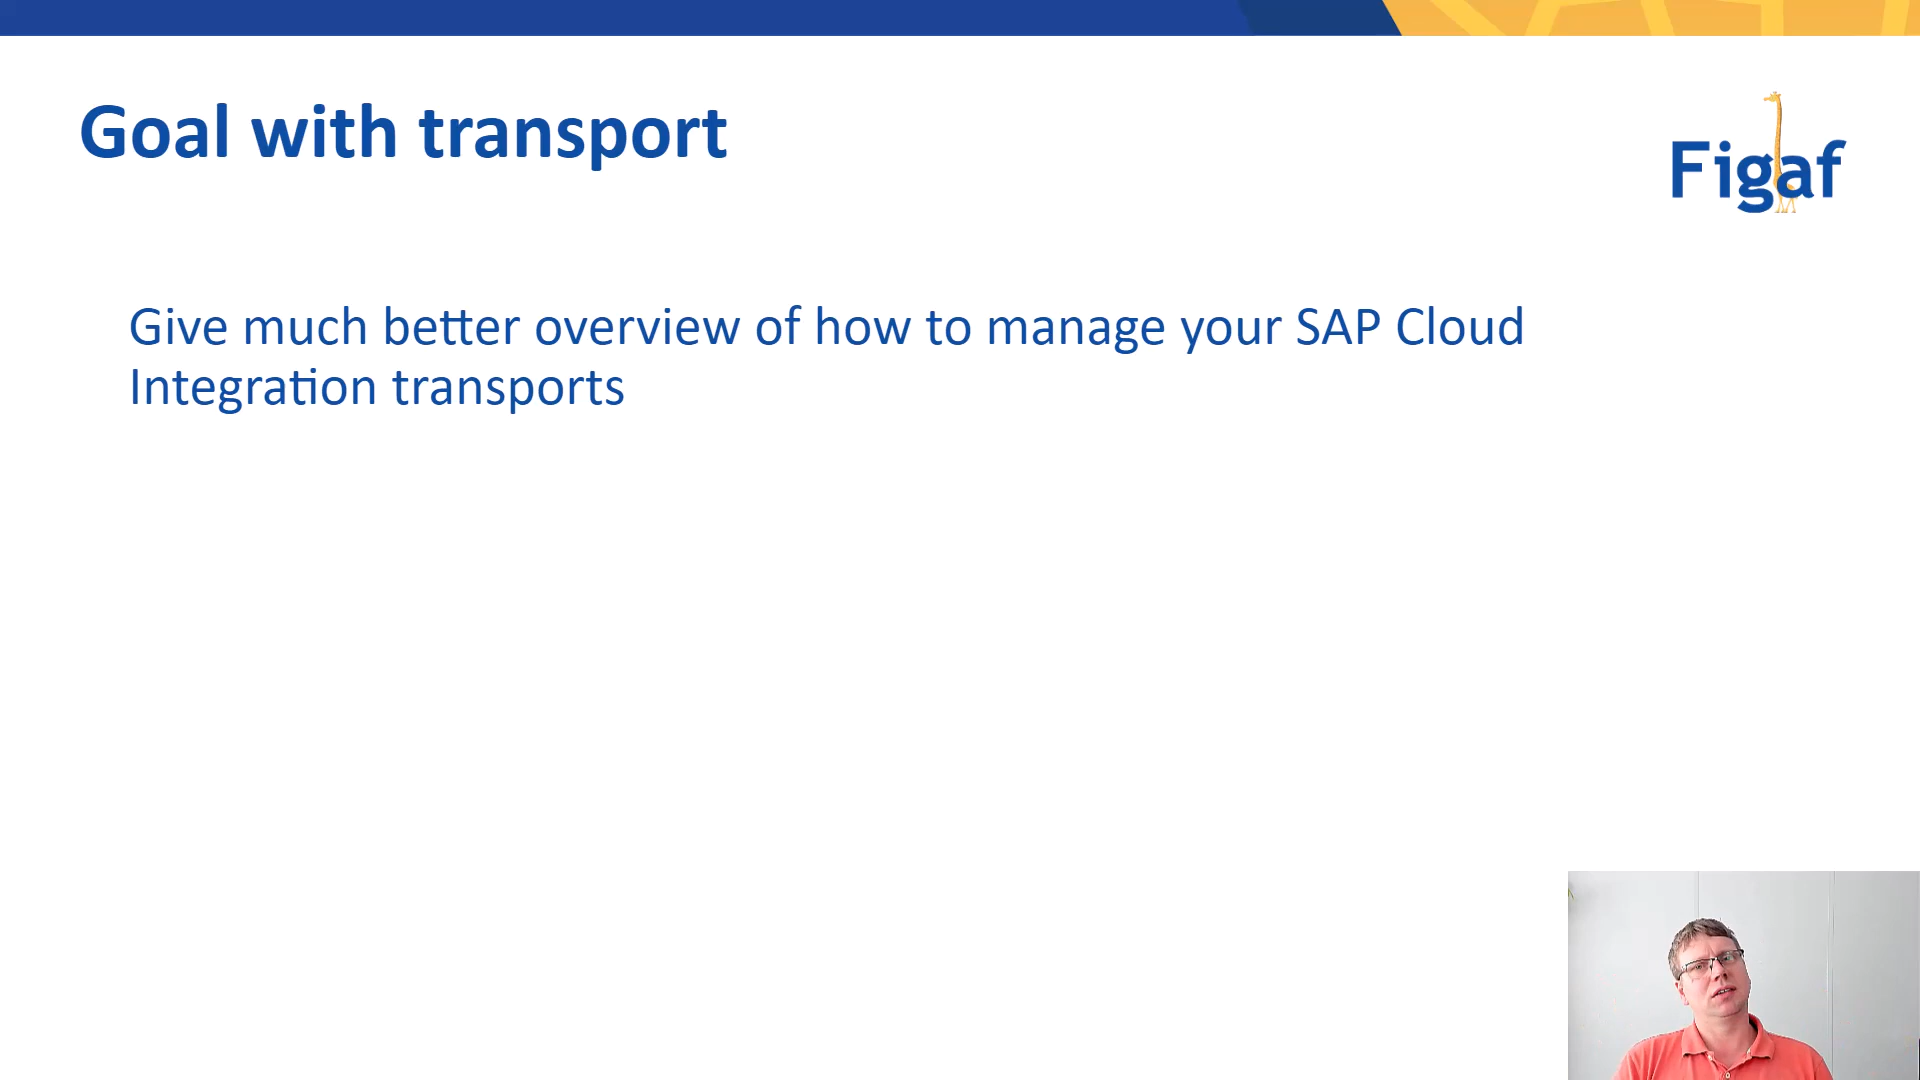 Goal with transport
Figaf
Give much better overview of how to manage your SAP Cloud
Integration transports